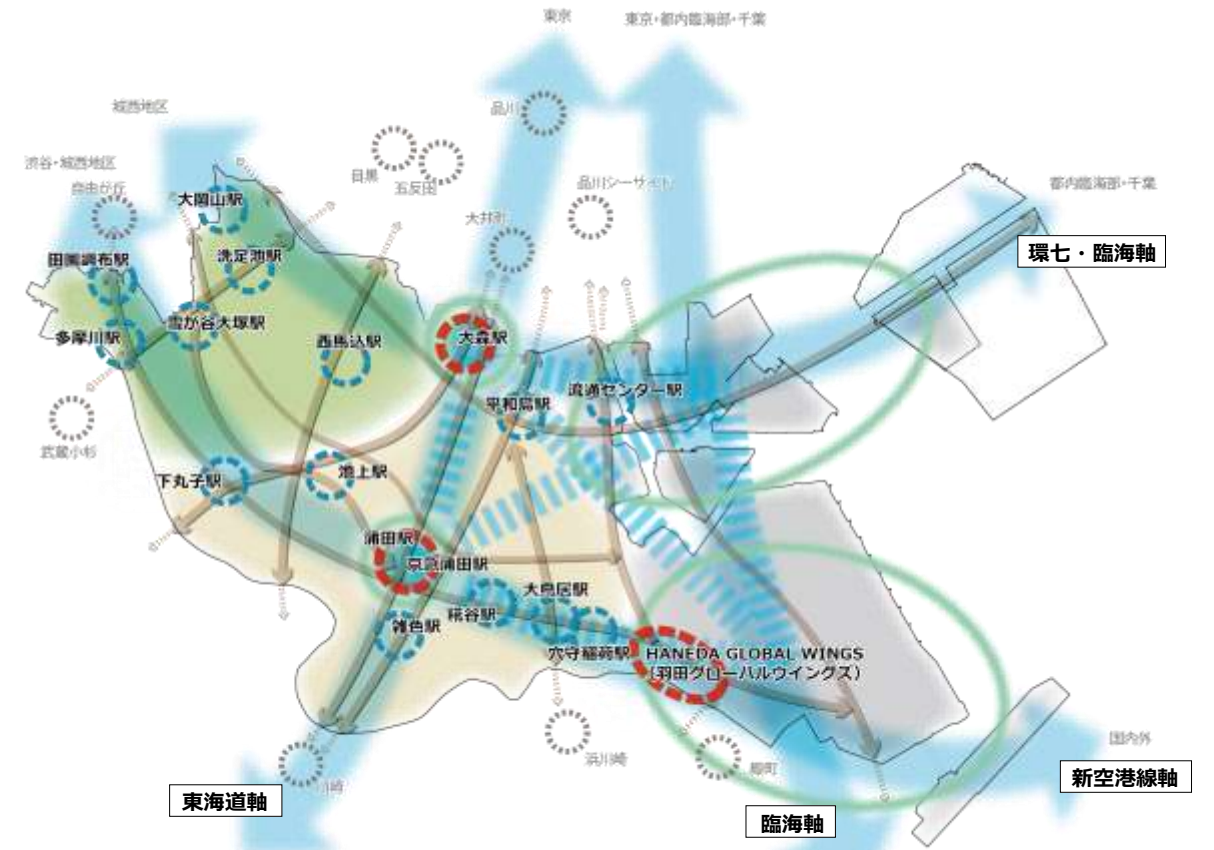 東京
東京・都内臨海部・千葉
城西地区
品川
渋谷・城西地区
目黒
五反田
品川シーサイド
都内臨海部・千葉
自由が丘
大岡山駅
大井町
環七・臨海軸
田園調布駅
洗足池駅
雪が谷大塚駅
多摩川駅
西馬込駅
大森駅
流通センター駅
平和島駅
武蔵小杉
下丸子駅
池上駅
蒲田駅
京急蒲田駅
大鳥居駅
糀谷駅
雑色駅
穴守稲荷駅
HANEDA GLOBAL WINGS
(羽田グローバルウイングズ)
浜川崎
殿町
国内外
川崎
新空港線軸
東海道軸
臨海軸